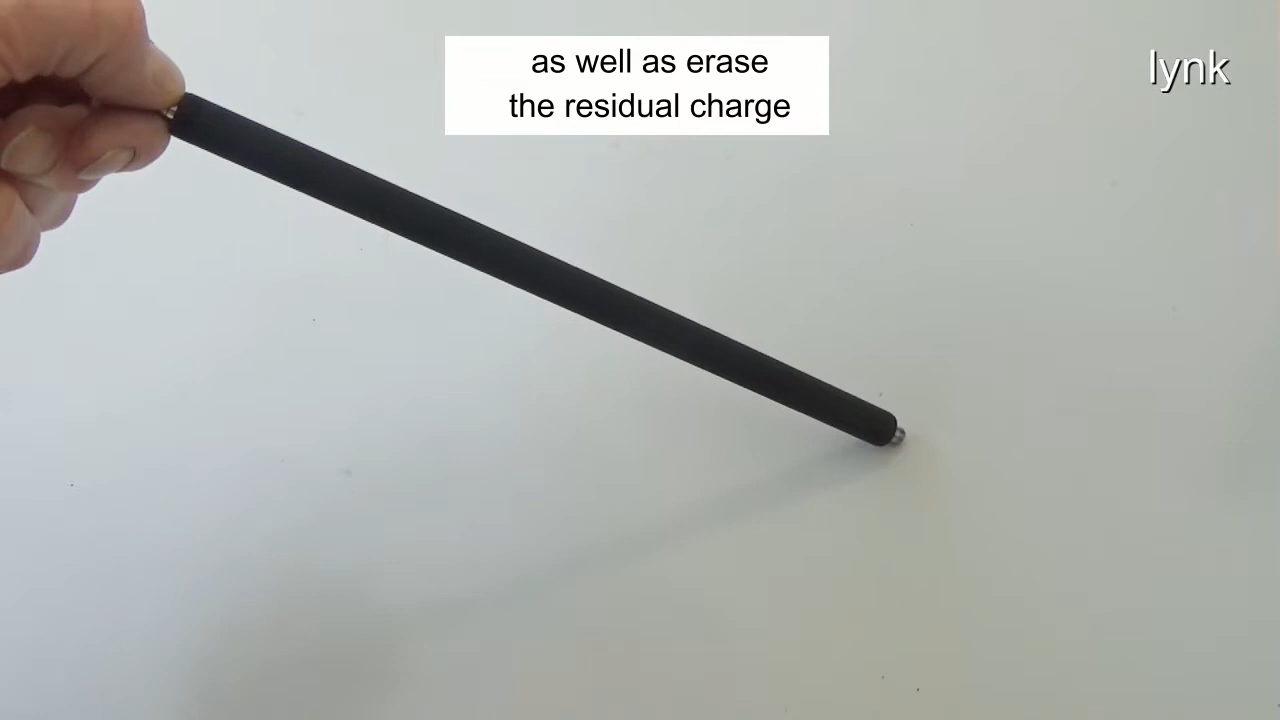 as well as erase
the residual charge
lynk